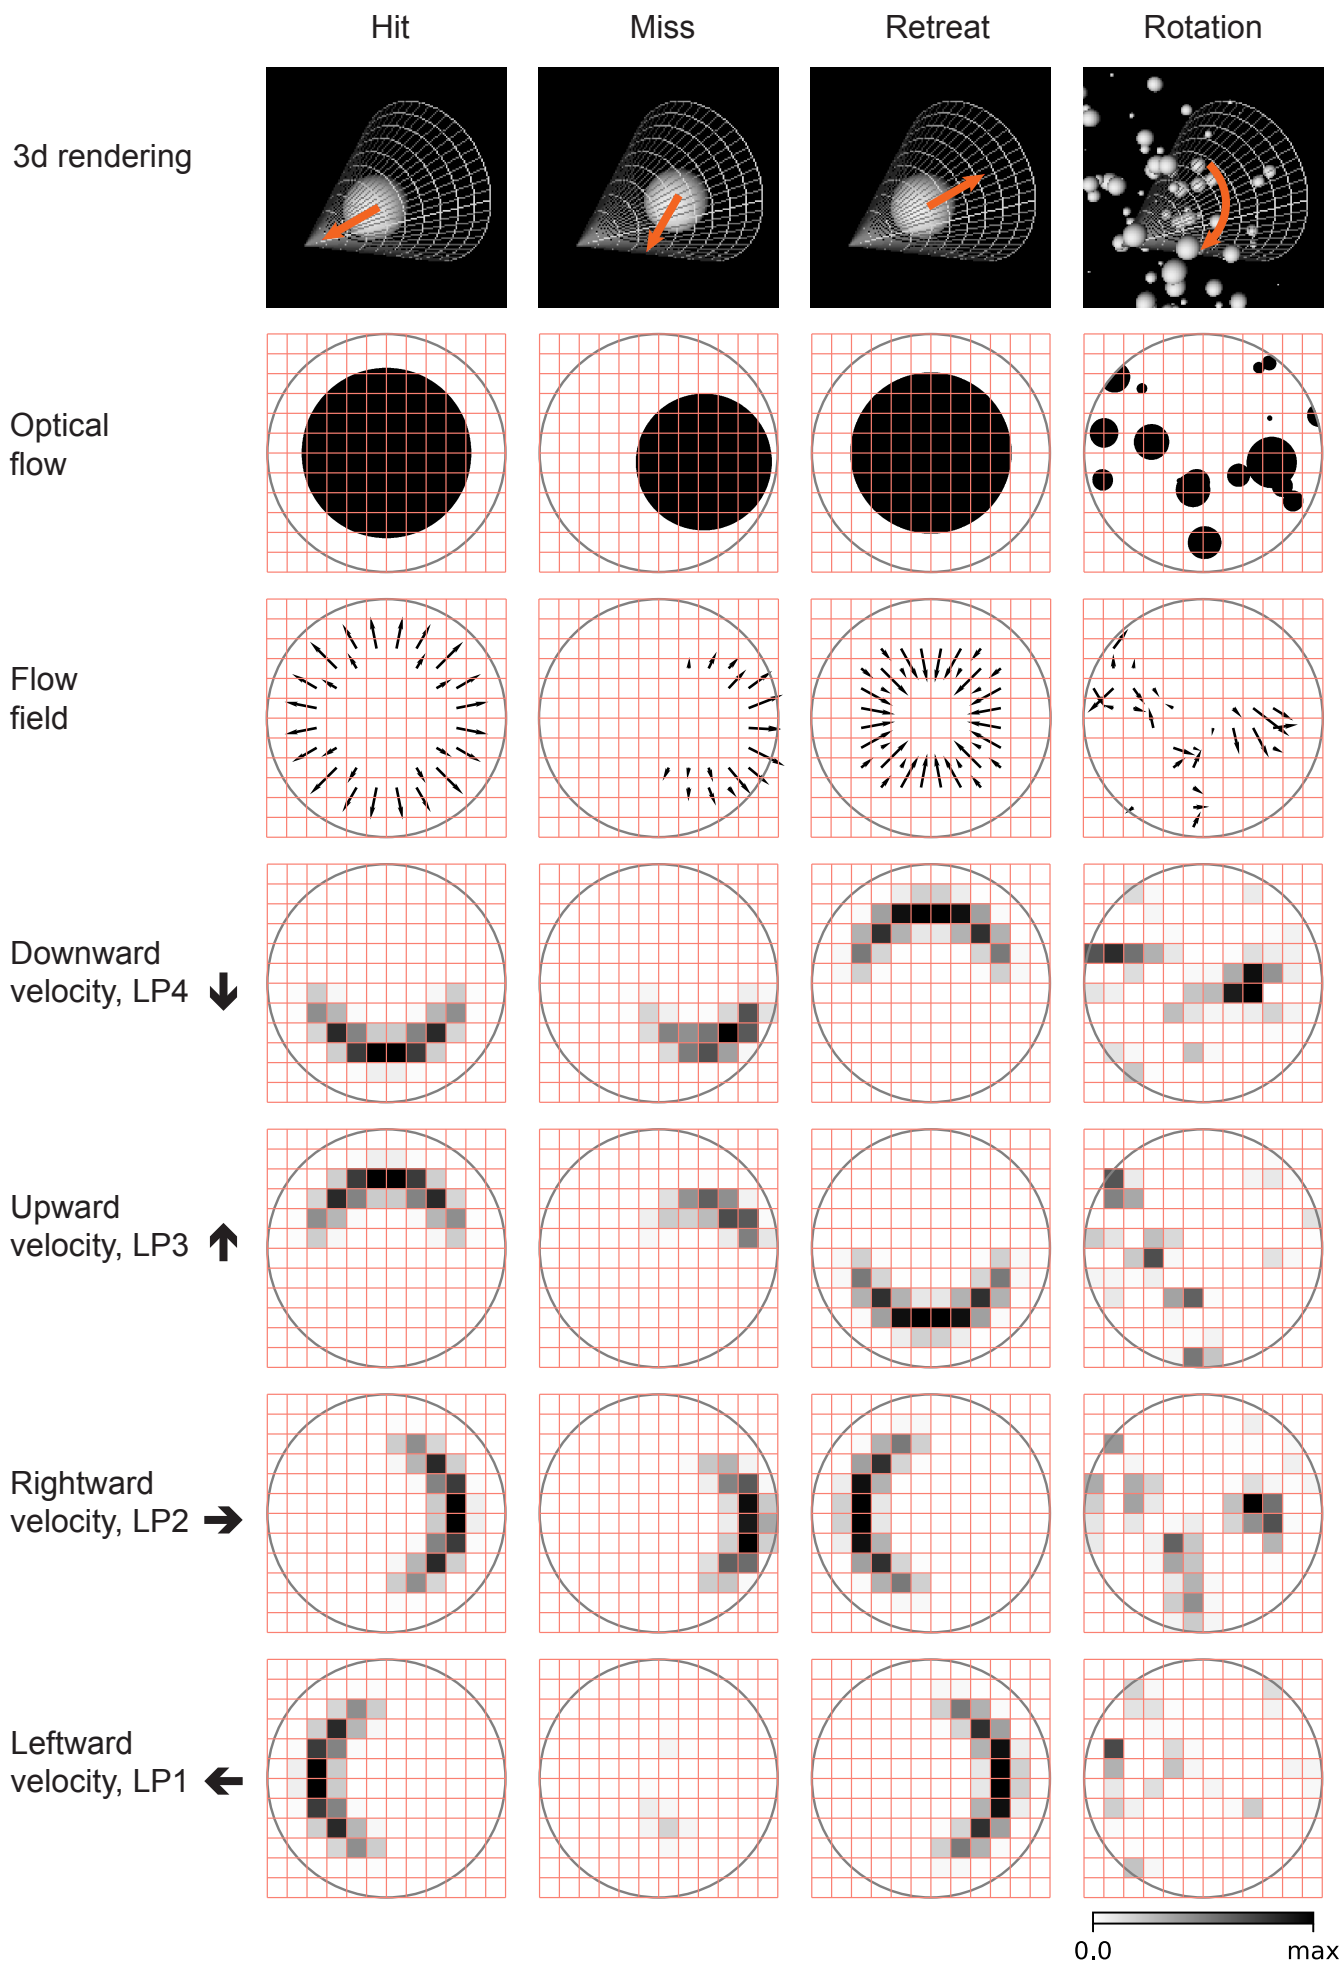 Hit Miss Retreat Rotation
3d rendering
Optical
flow
Flow
field
Downward
velocity, LP4
Upward
velocity, LP3
Rightward
velocity, LP2
Leftward
velocity, LP1
0.0 max